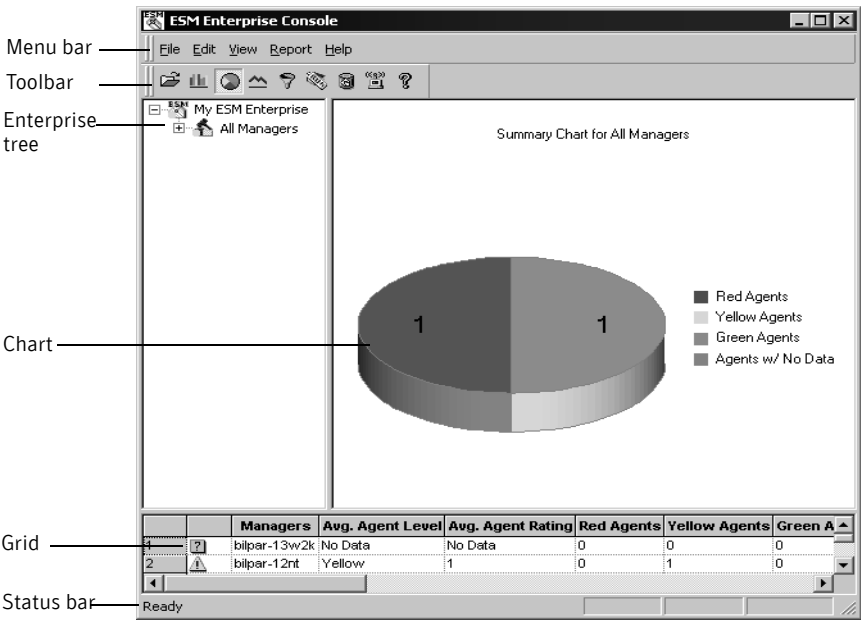 ESM Enterprise Console
Menu bar
File Edit View Report Help
Toolbar
Enterprise
tree
ESM My ESM Enterprise
All Managers
Summary Chart for All Managers
1 1
Red Agents
Yellow Agents
Green Agents
Agents w/ No Data
Chart
Managers Avg. Agent Level Avg. Agent Rating Red Agents Yellow Agents Green A
Grid
1 ? bilpar-13w2k No Data No Data 0 0 0
2 bilpar-12nt Yellow 1 0 1 0
Status bar
Ready